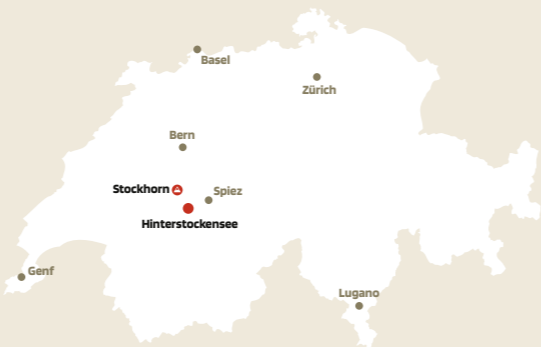 Basel
Zürich
Bern
Stockhorn
Spiez
Hinterstockensee
Genf
Lugano